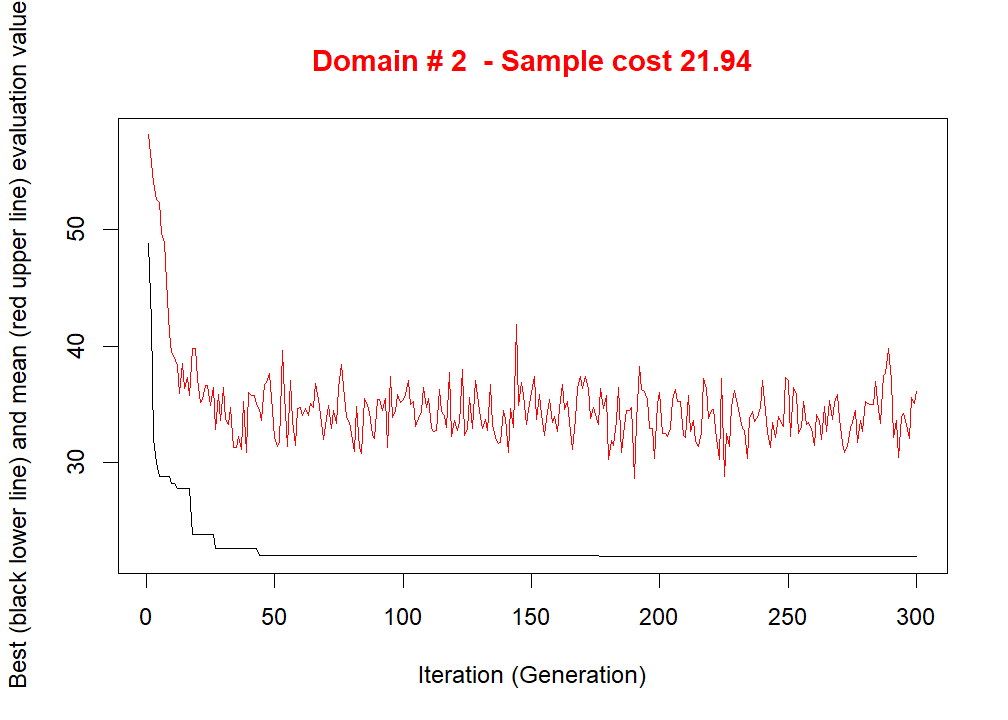 Domain # 2  - Sample cost 21.94
Best (black lower line) and mean (red upper line) evaluation value
50
40
30
0 50 100 150 200 250 300
Iteration (Generation)